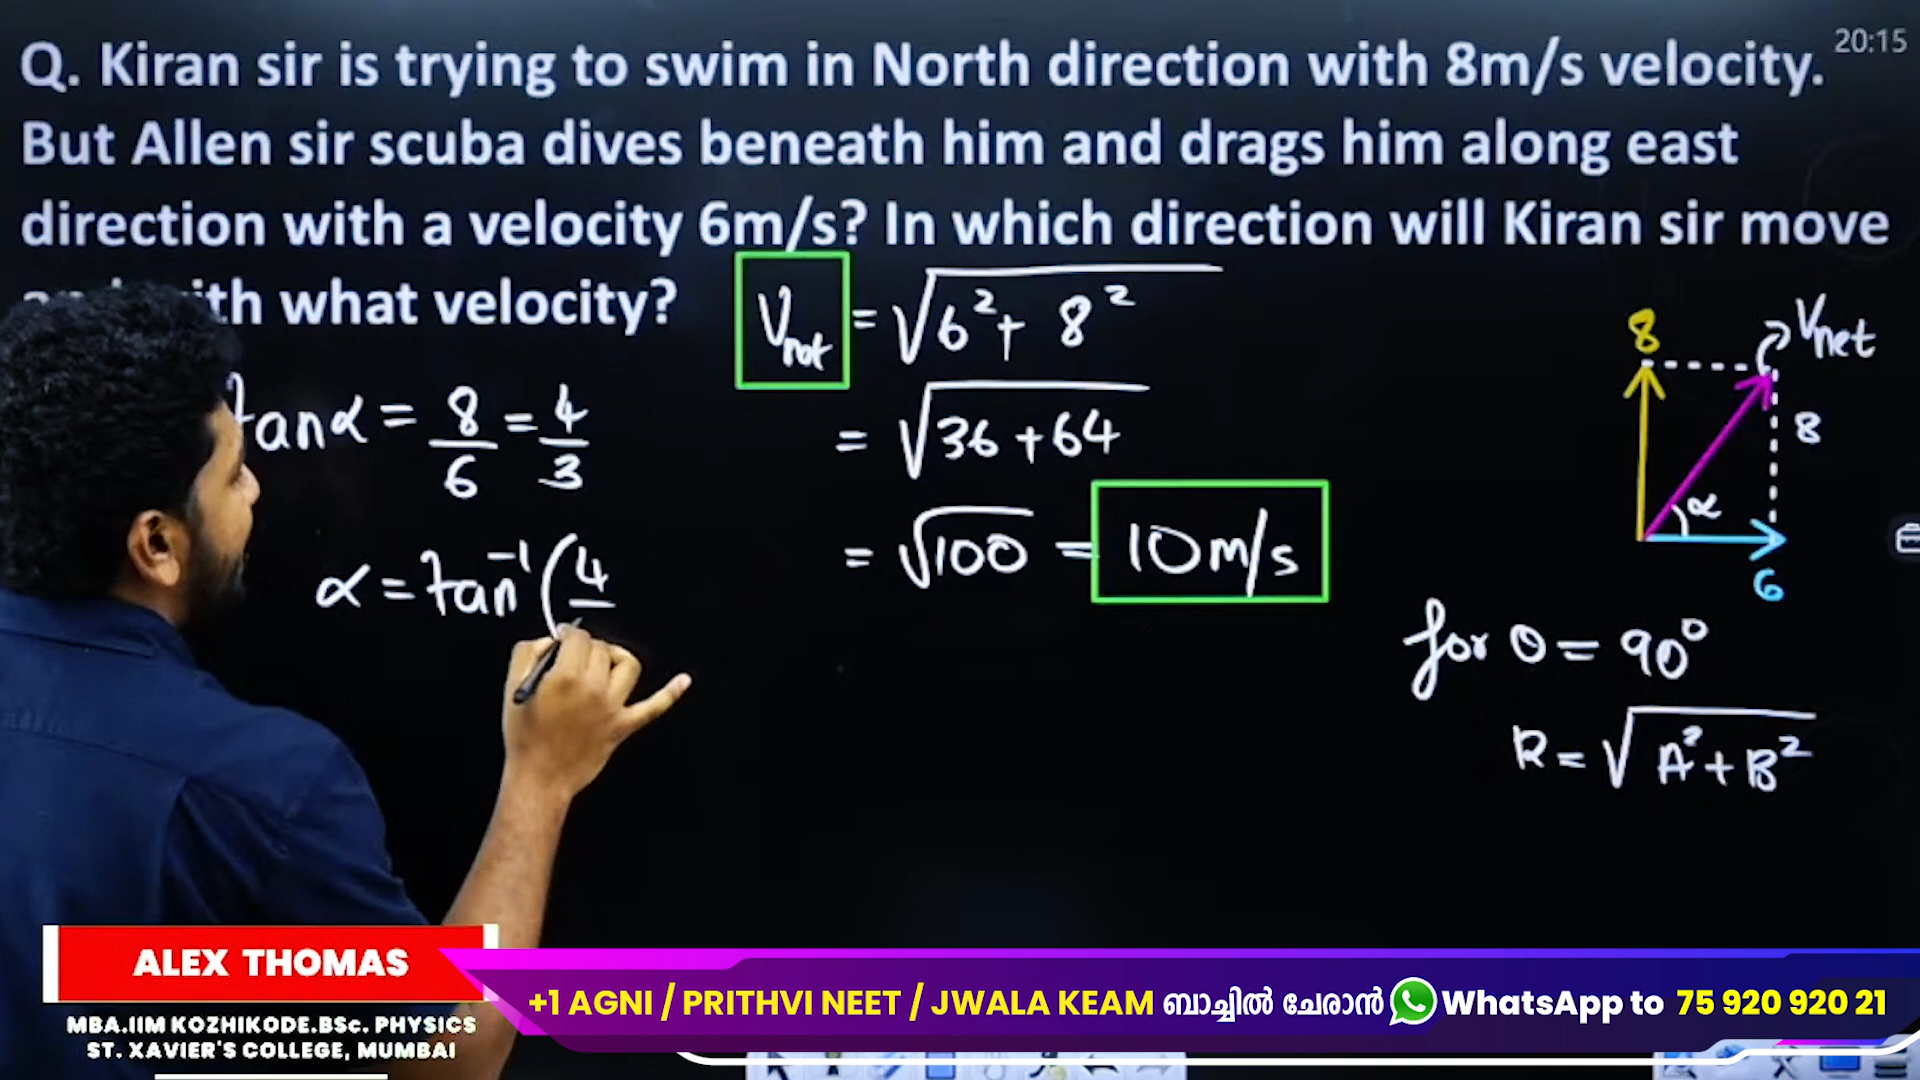 20:15
Q. Kiran sir is trying to swim in North direction with 8m/s velocity.
But Allen sir scuba dives beneath him and drags him along east
direction with a velocity 6m/s? In which direction will Kiran sir move
with what velocity?
Vnet = √6² + 8²
= √36 + 64
= √100 = 10 m/s
tan α = 8/6 = 4/3
α = tan⁻¹ (4
8
Vnet
8
α
6
for θ = 90°
R = √A² + B²
ALEX THOMAS
MBA.IIM KOZHIKODE.BSc. PHYSICS
ST. XAVIER'S COLLEGE, MUMBAI
+1 AGNI / PRITHVI NEET / JWALA KEAM ബാച്ചിൽ ചേരാൻ WhatsApp to 75 920 920 21